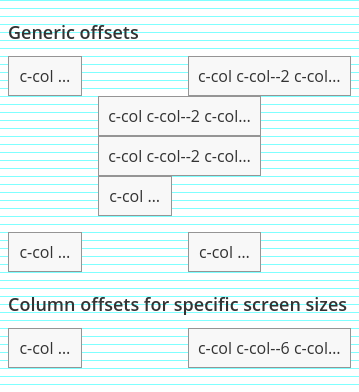 Generic offsets
c-col ... c-col c-col--2 c-col...
c-col c-col--2 c-col...
c-col c-col--2 c-col...
c-col ...
c-col ... c-col ...
Column offsets for specific screen sizes
c-col ... c-col c-col--6 c-col...